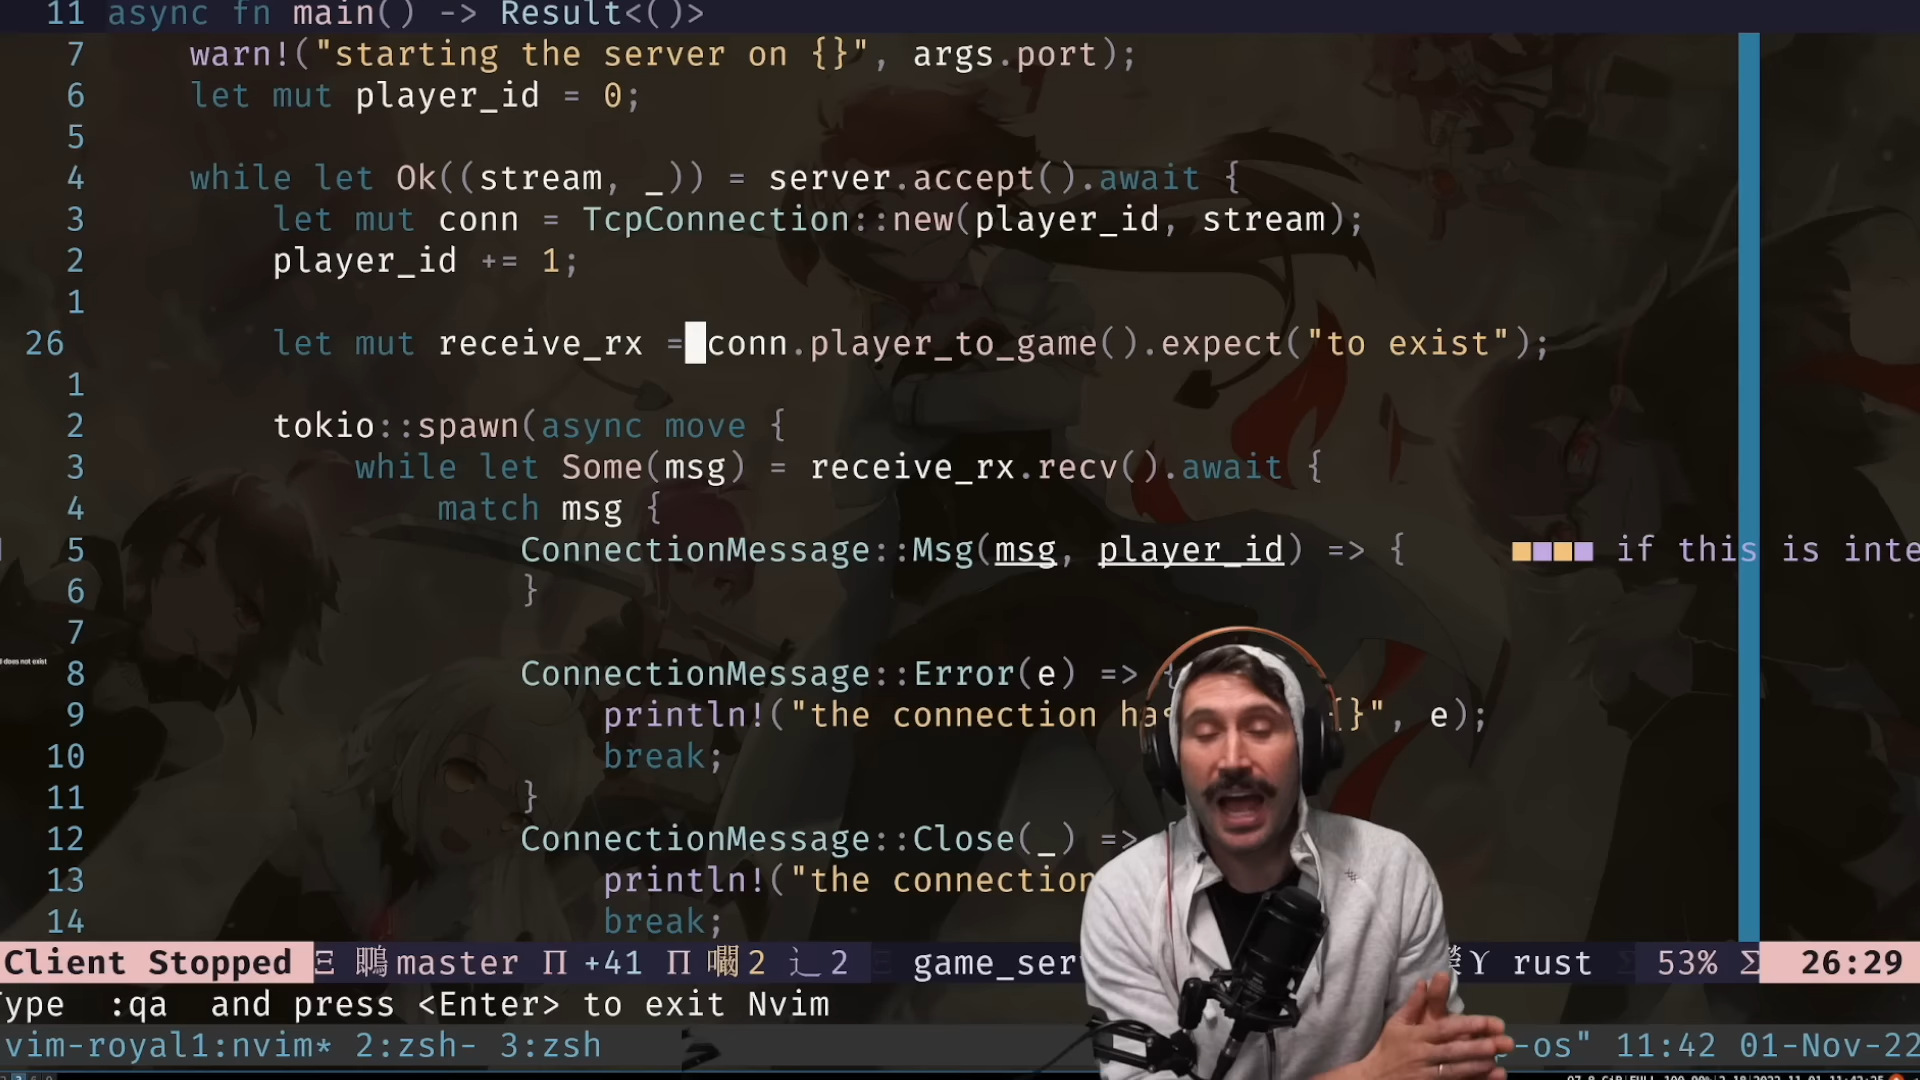 11 async fn main() -> Result<()>
7 warn!("starting the server on {}", args.port);
6 let mut player_id = 0;
5
4 while let Ok((stream, _)) = server.accept().await {
3 let mut conn = TcpConnection::new(player_id, stream);
2 player_id += 1;
1
26 let mut receive_rx = conn.player_to_game().expect("to exist");
1
2 tokio::spawn(async move {
3 while let Some(msg) = receive_rx.recv().await {
4 match msg {
5 ConnectionMessage::Msg(msg, player_id) => { ■■■■ if this is inte
6 }
7
d does not exist
8 ConnectionMessage::Error(e) => {
9 println!("the connection has {}", e);
10 break;
11 }
12 ConnectionMessage::Close(_) =>
13 println!("the connection
14 break;
Client Stopped Ξ master Π +41 Π 2 2 game_ser rust 53% Σ 26:29
Type :qa and press <Enter> to exit Nvim
vim-royal1:nvim* 2:zsh- 3:zsh -os" 11:42 01-Nov-22